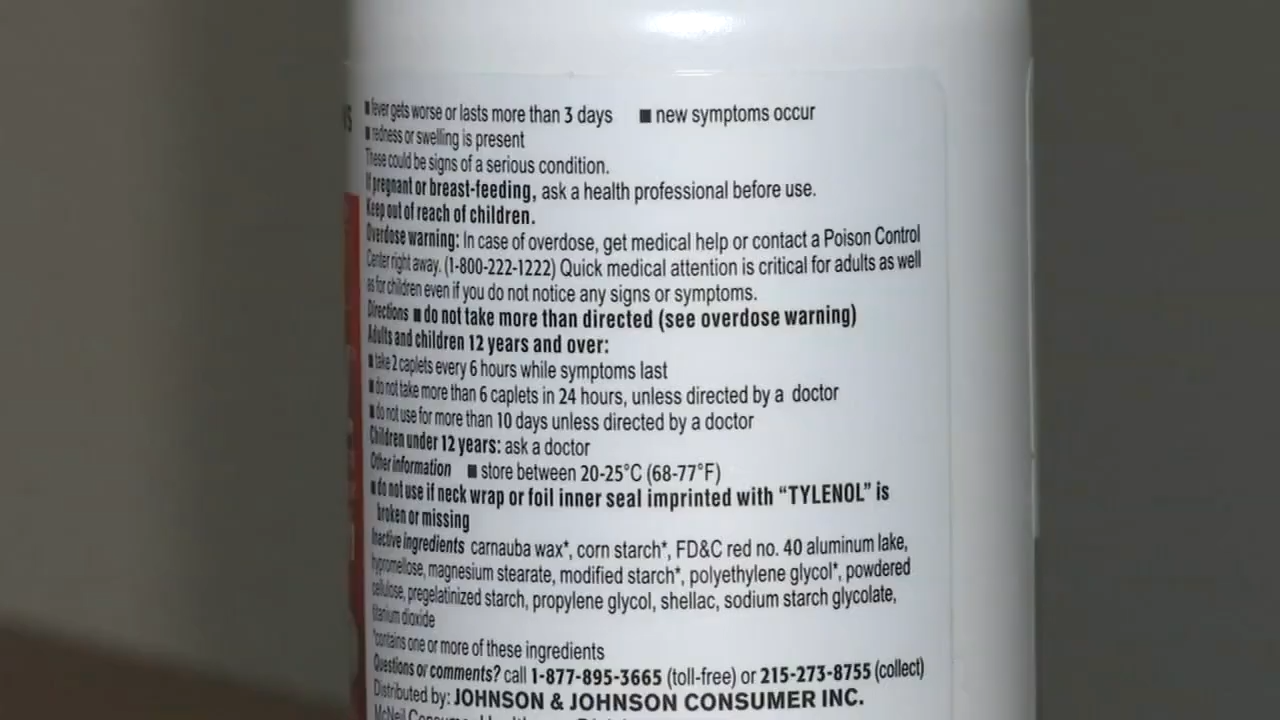 ■ fever gets worse or lasts more than 3 days ■ new symptoms occur
■ redness or swelling is present
These could be signs of a serious condition.
If pregnant or breast-feeding, ask a health professional before use.
Keep out of reach of children.
Overdose warning: In case of overdose, get medical help or contact a Poison Control
Center right away. (1-800-222-1222) Quick medical attention is critical for adults as well
as for children even if you do not notice any signs or symptoms.
Directions ■ do not take more than directed (see overdose warning)
Adults and children 12 years and over:
■ take 2 caplets every 6 hours while symptoms last
■ do not take more than 6 caplets in 24 hours, unless directed by a doctor
■ do not use for more than 10 days unless directed by a doctor
Children under 12 years: ask a doctor
Other information ■ store between 20-25°C (68-77°F)
■ do not use if neck wrap or foil inner seal imprinted with “TYLENOL” is
broken or missing
Inactive ingredients carnauba wax*, corn starch*, FD&C red no. 40 aluminum lake,
hypromellose, magnesium stearate, modified starch*, polyethylene glycol*, powdered
cellulose, pregelatinized starch, propylene glycol, shellac, sodium starch glycolate,
titanium dioxide
*contains one or more of these ingredients
Questions or comments? call 1-877-895-3665 (toll-free) or 215-273-8755 (collect)
Distributed by: JOHNSON & JOHNSON CONSUMER INC.